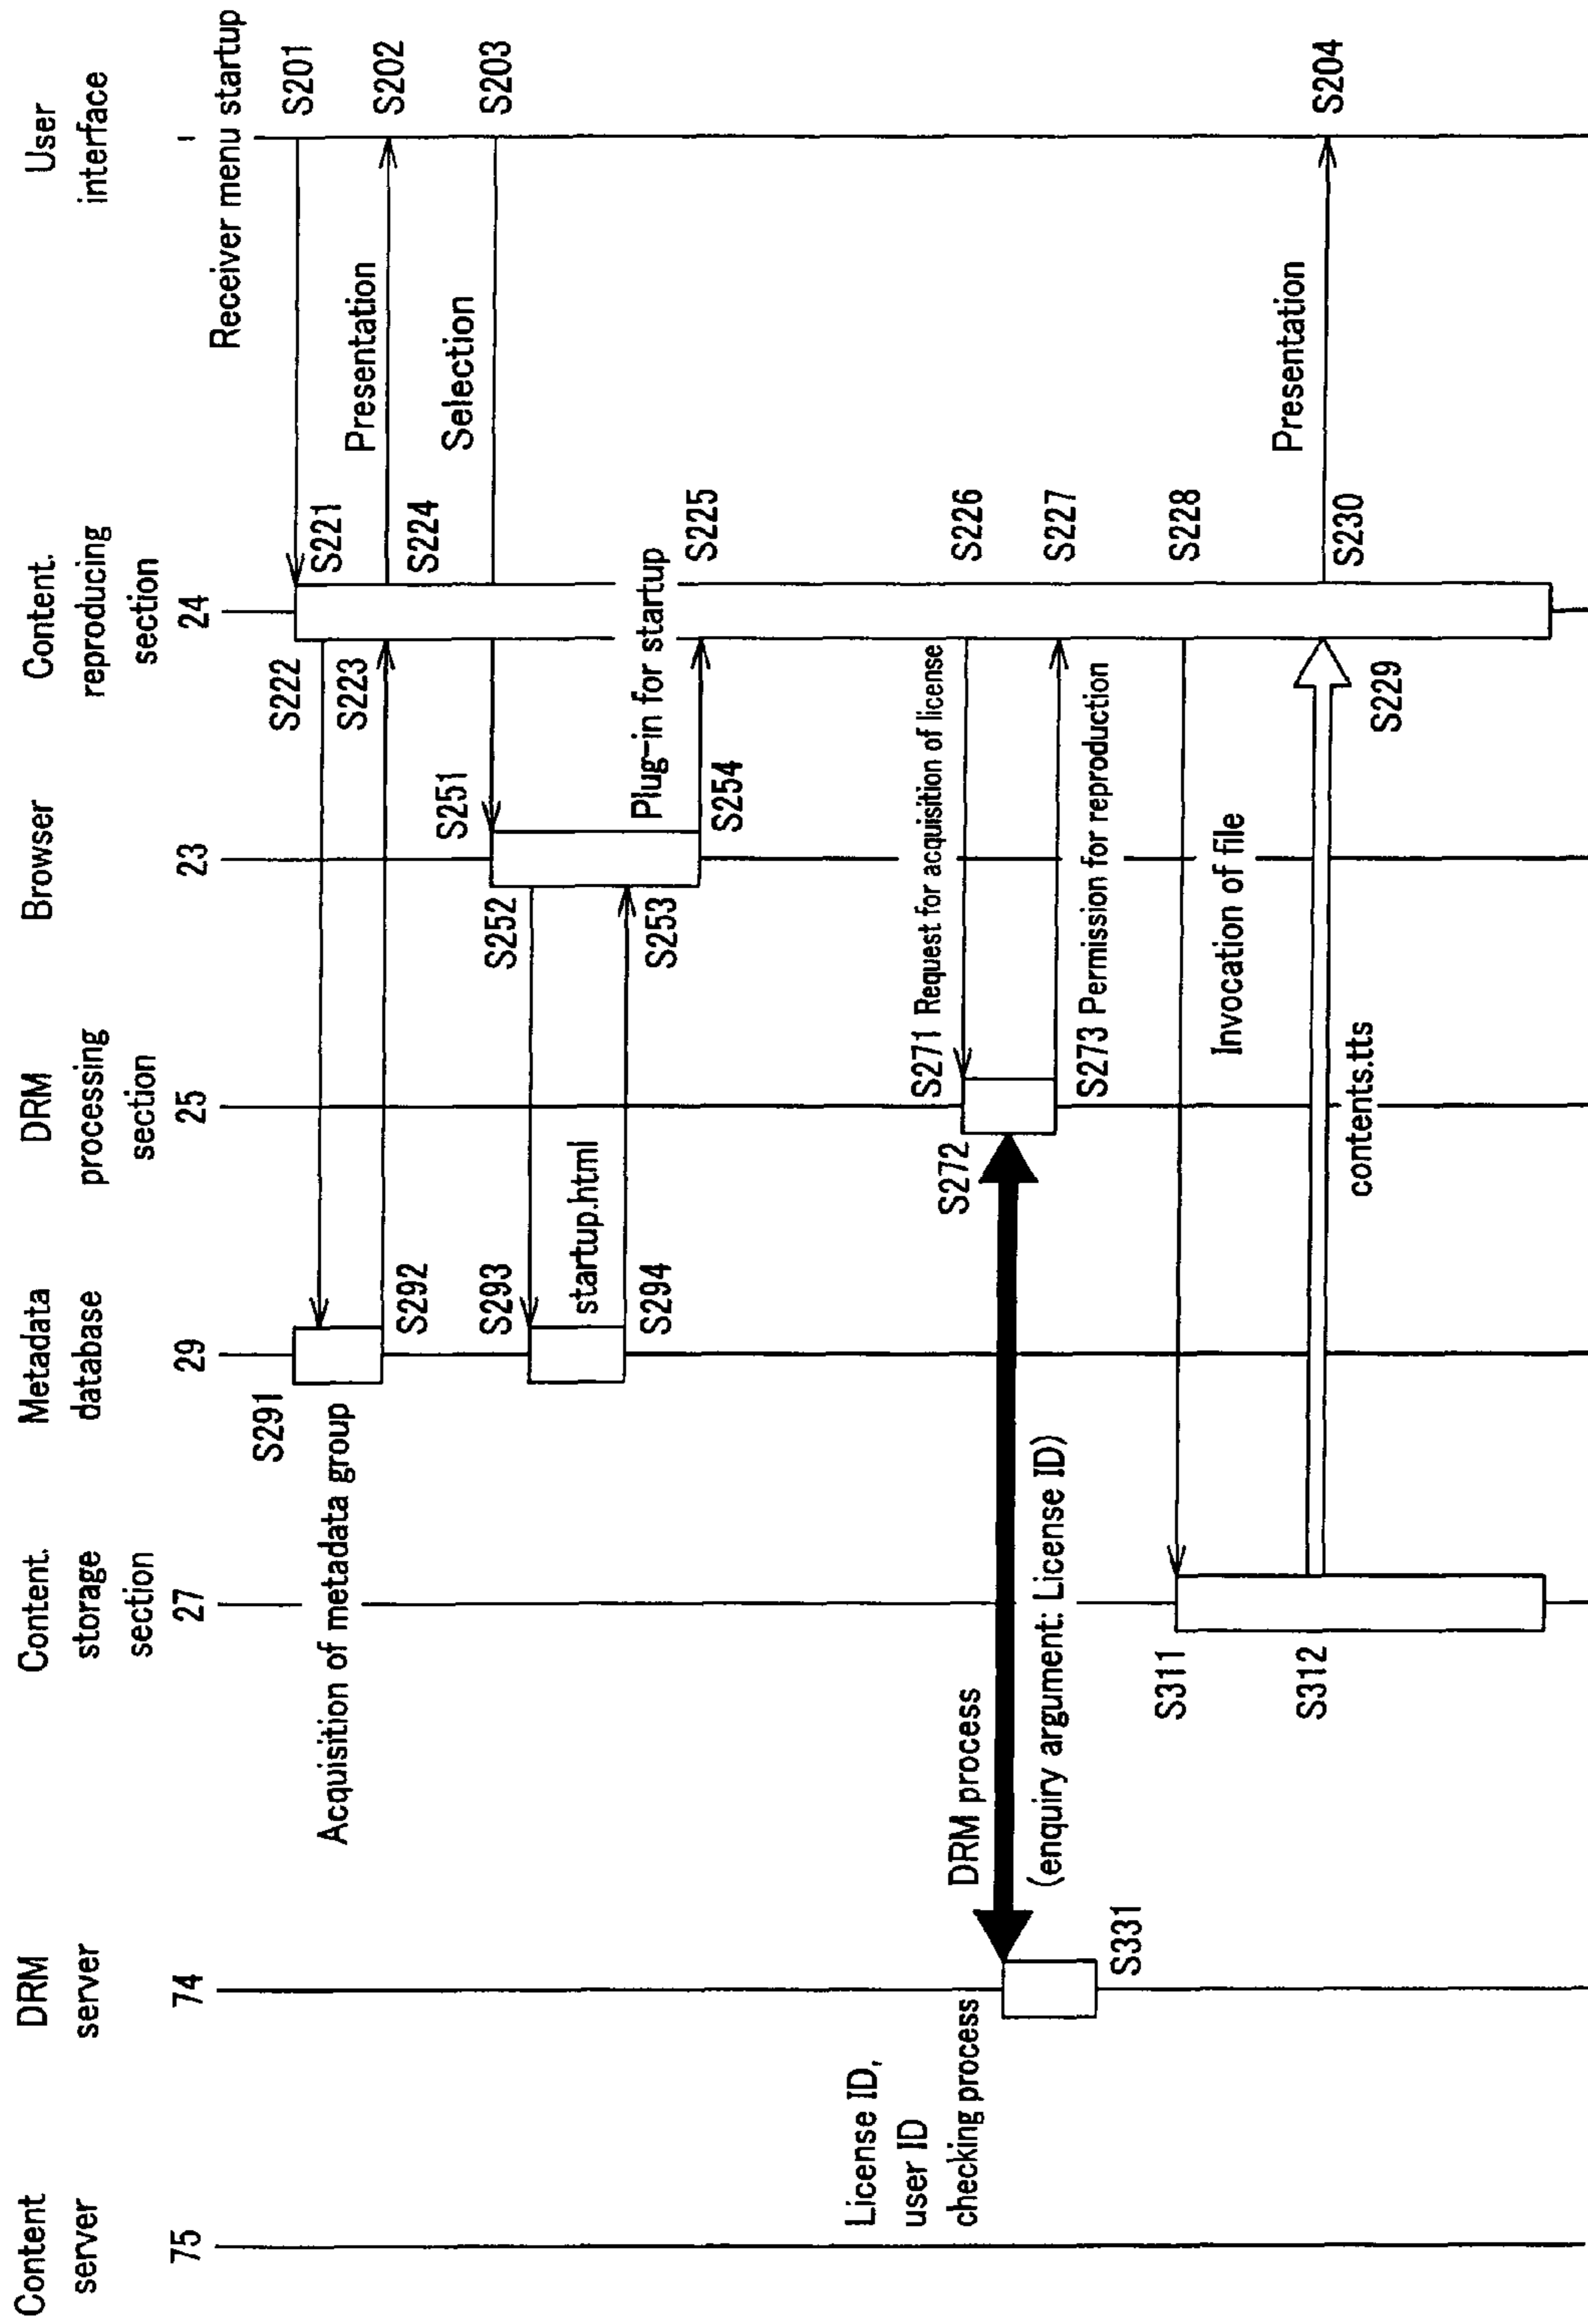 Content
server
75
DRM
server
74
Content.
storage
section
27
Metadata
database
29
DRM
processing
section
25
Browser
23
Content.
reproducing
section
24
User
interface
Receiver menu startup
S201
S221
S222
S291
Acquisition of metadata group
S292
S223
S224
Presentation
S202
Selection
S203
S251
S252
S293
startup.html
S294
S253
Plug-in for startup
S254
S225
S226
S271 Request for acquisition of license
S272
DRM process
(enquiry argument: License ID)
License ID,
user ID
checking process
S331
S273 Permission for reproduction
S227
S228
Invocation of file
S311
S312
contents.tts
S229
S230
Presentation
S204